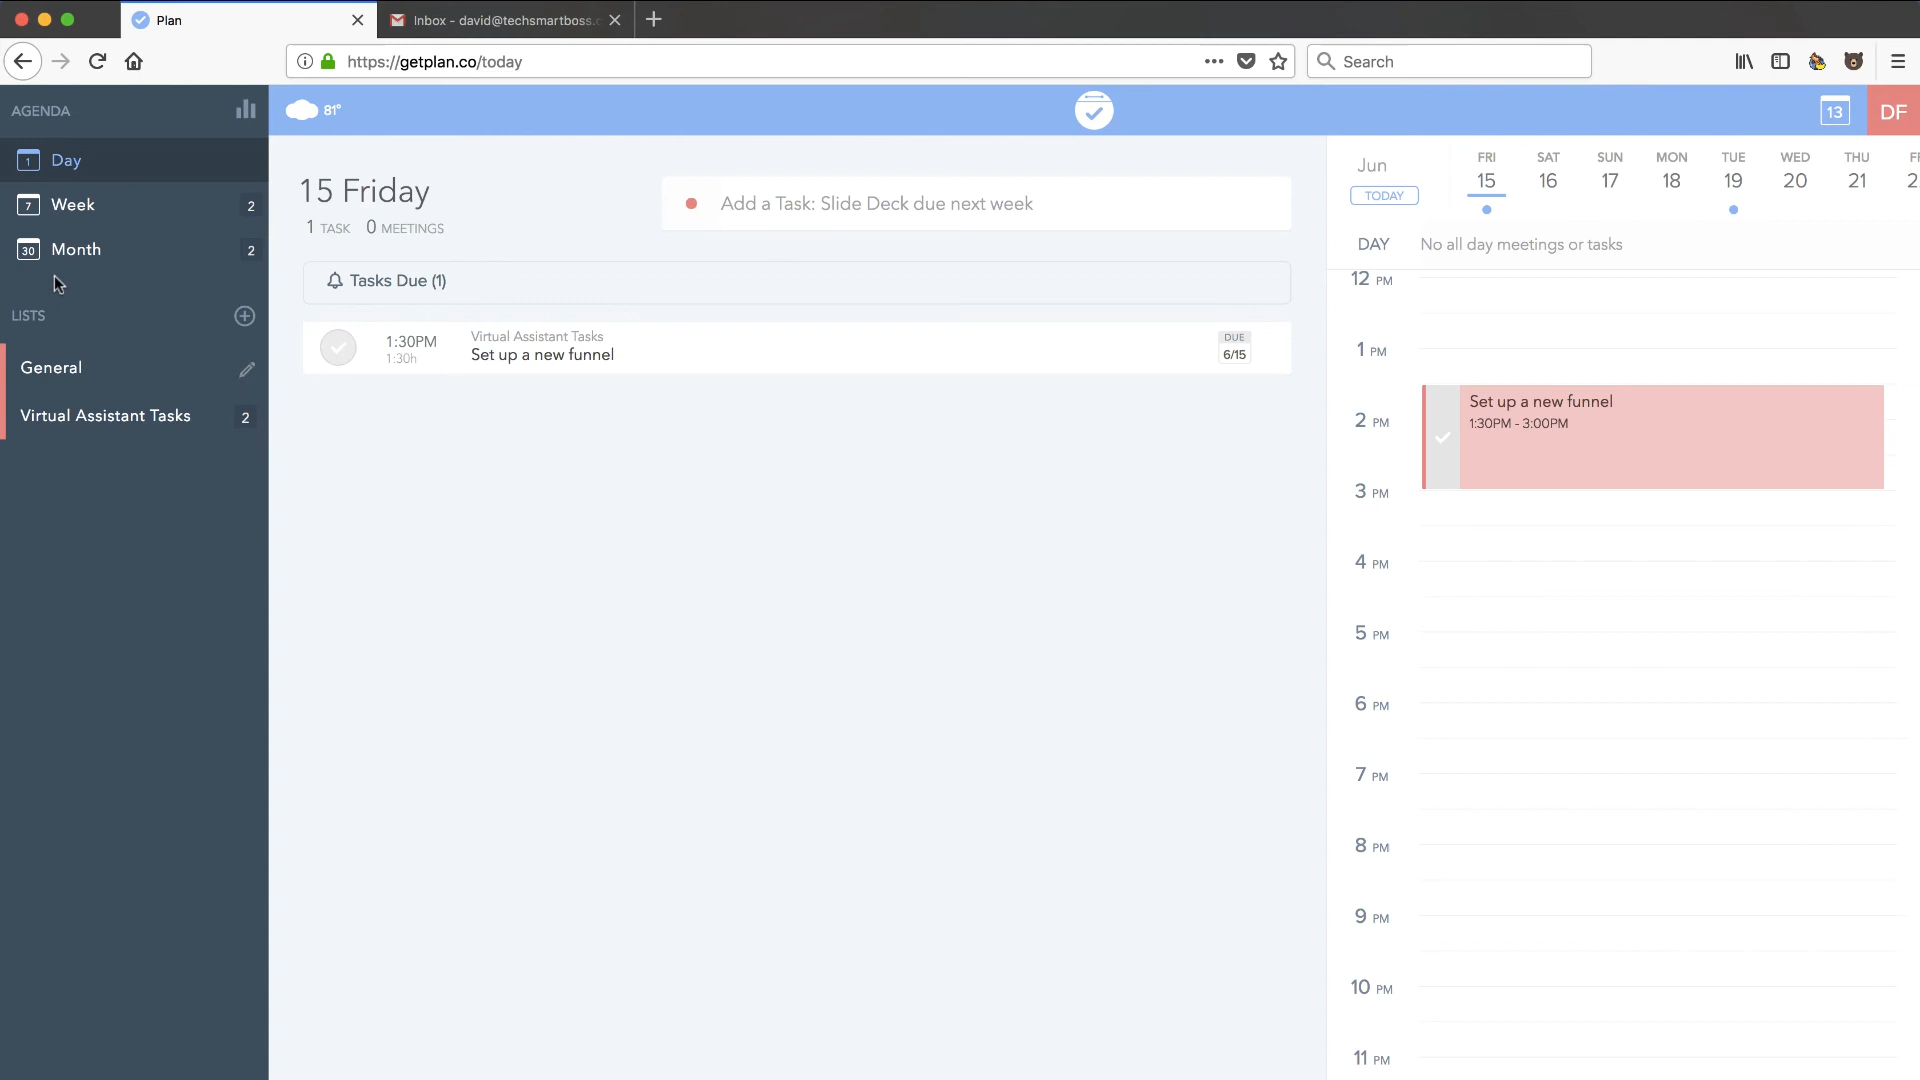 Plan
Inbox - david@techsmartboss.c
https://getplan.co/today
Search
AGENDA
81°
13
DF
1 Day
7 Week 2
30 Month 2
LISTS
General
Virtual Assistant Tasks 2
15 Friday
1 TASK 0 MEETINGS
Add a Task: Slide Deck due next week
Tasks Due (1)
1:30PM
1:30h
Virtual Assistant Tasks
Set up a new funnel
DUE
6/15
Jun
TODAY
FRI SAT SUN MON TUE WED THU F
15 16 17 18 19 20 21 2
DAY No all day meetings or tasks
12 PM
1 PM
Set up a new funnel
1:30PM - 3:00PM
2 PM
3 PM
4 PM
5 PM
6 PM
7 PM
8 PM
9 PM
10 PM
11 PM